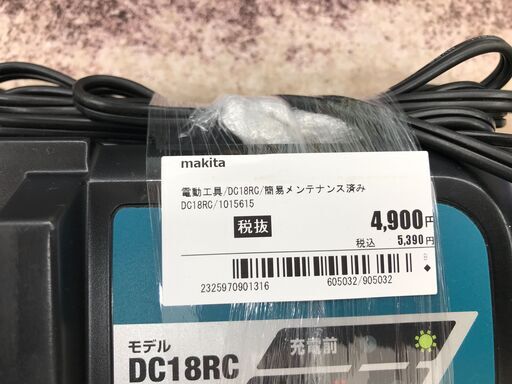 makita
電動工具/DC18RC/簡易メンテナンス済み
DC18RC/1015615
税抜 4,900円
税込 5,390円
B
2325970901316 605032/905032
モデル
DC18RC
充電前